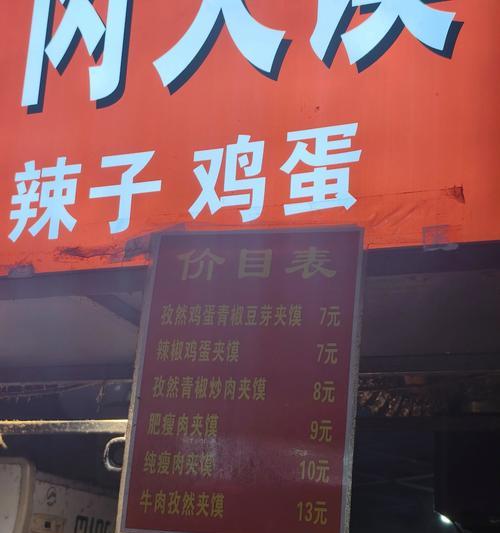 肉夹馍
辣子 鸡蛋
价目表
孜然鸡蛋青椒豆芽夹馍 7元
辣椒鸡蛋夹馍 7元
孜然青椒炒肉夹馍 8元
肥瘦肉夹馍 9元
纯瘦肉夹馍 10元
牛肉孜然夹馍 13元